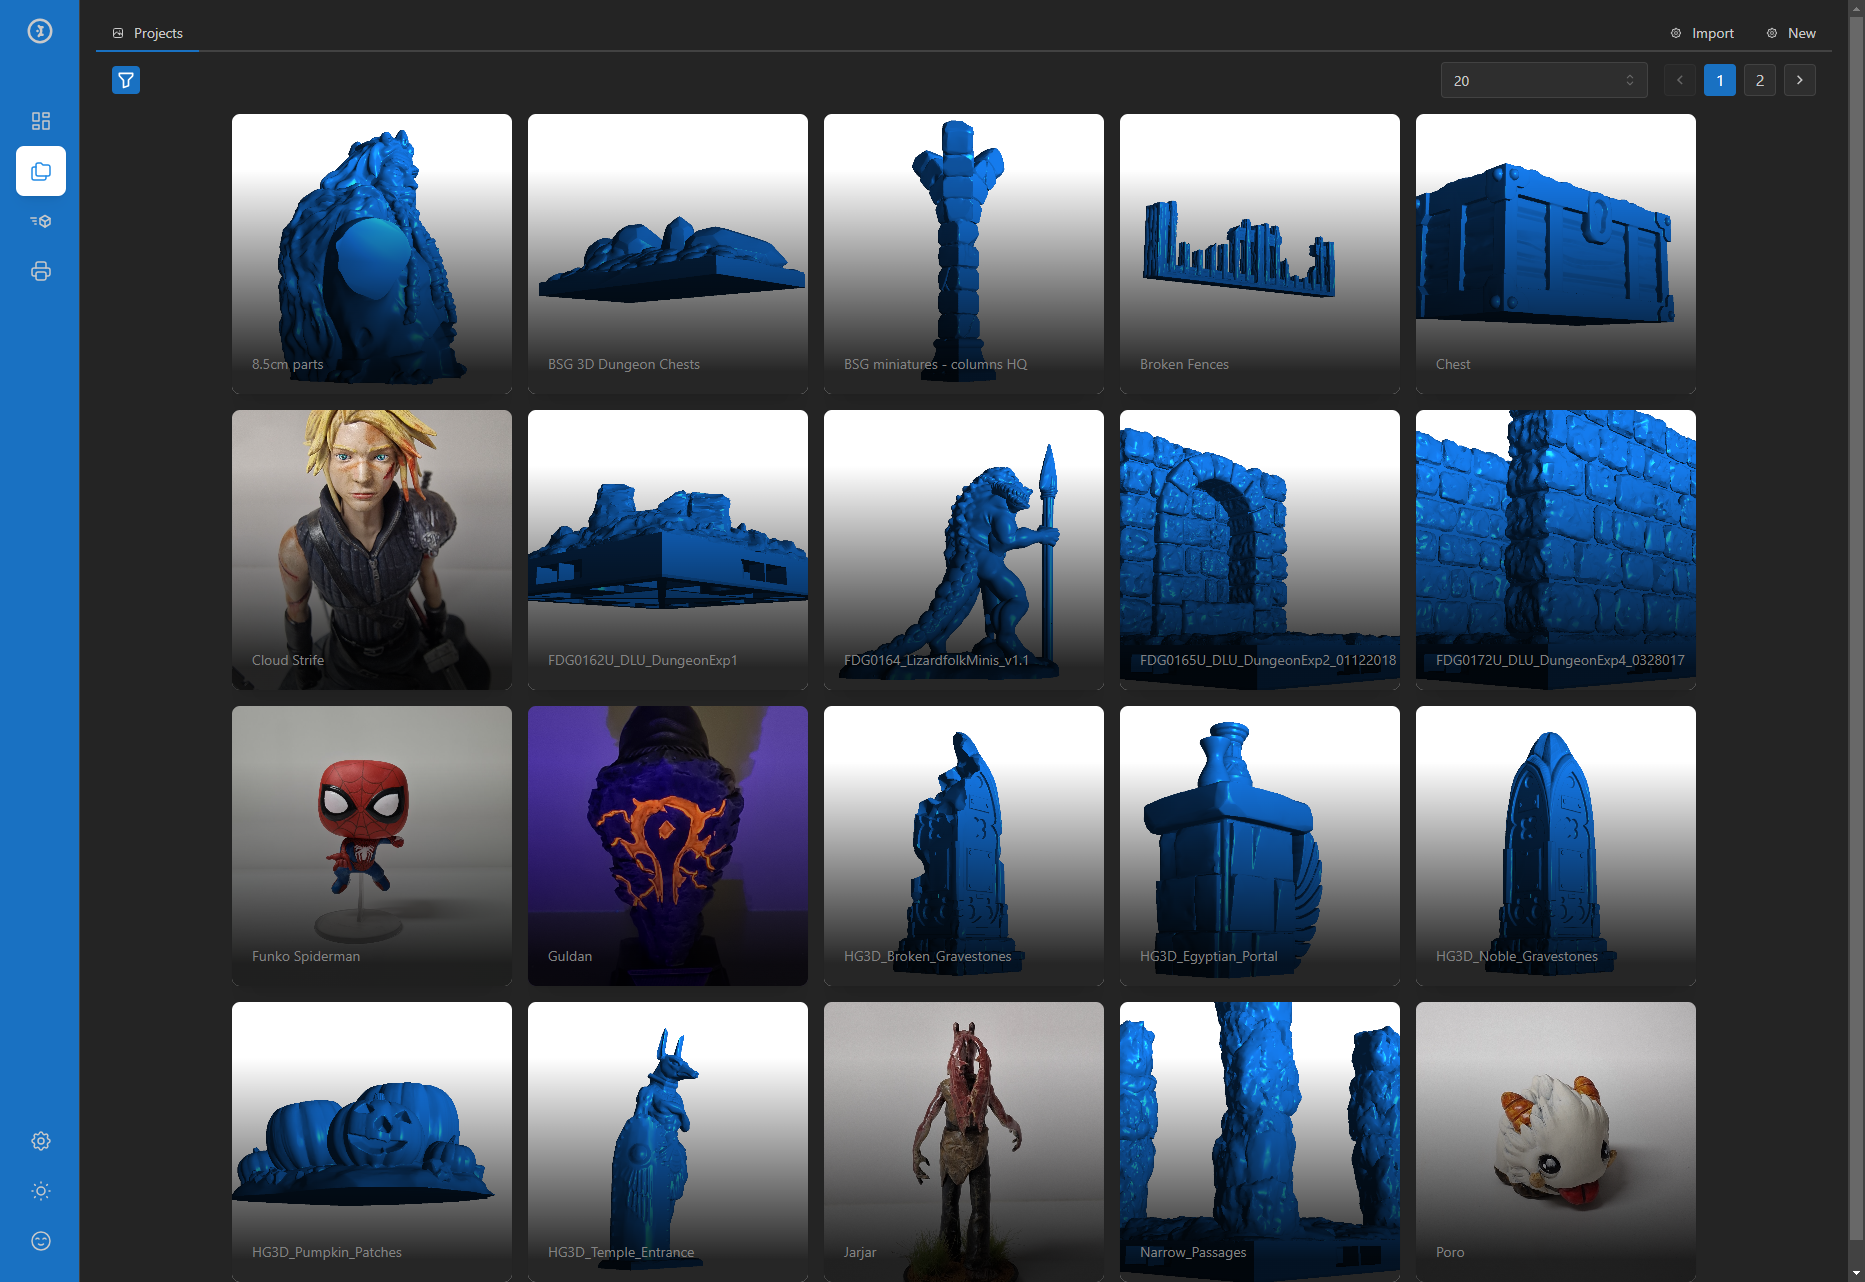 Projects
Import
New
20
1
2
8.5cm parts
BSG 3D Dungeon Chests
BSG miniatures - columns HQ
Broken Fences
Chest
Cloud Strife
FDG0162U_DLU_DungeonExp1
FDG0164_LizardfolkMinis_v1.1
FDG0165U_DLU_DungeonExp2_01122018
FDG0172U_DLU_DungeonExp4_0328017
Funko Spiderman
Guldan
HG3D_Broken_Gravestones
HG3D_Egyptian_Portal
HG3D_Noble_Gravestones
HG3D_Pumpkin_Patches
HG3D_Temple_Entrance
Jarjar
Narrow_Passages
Poro